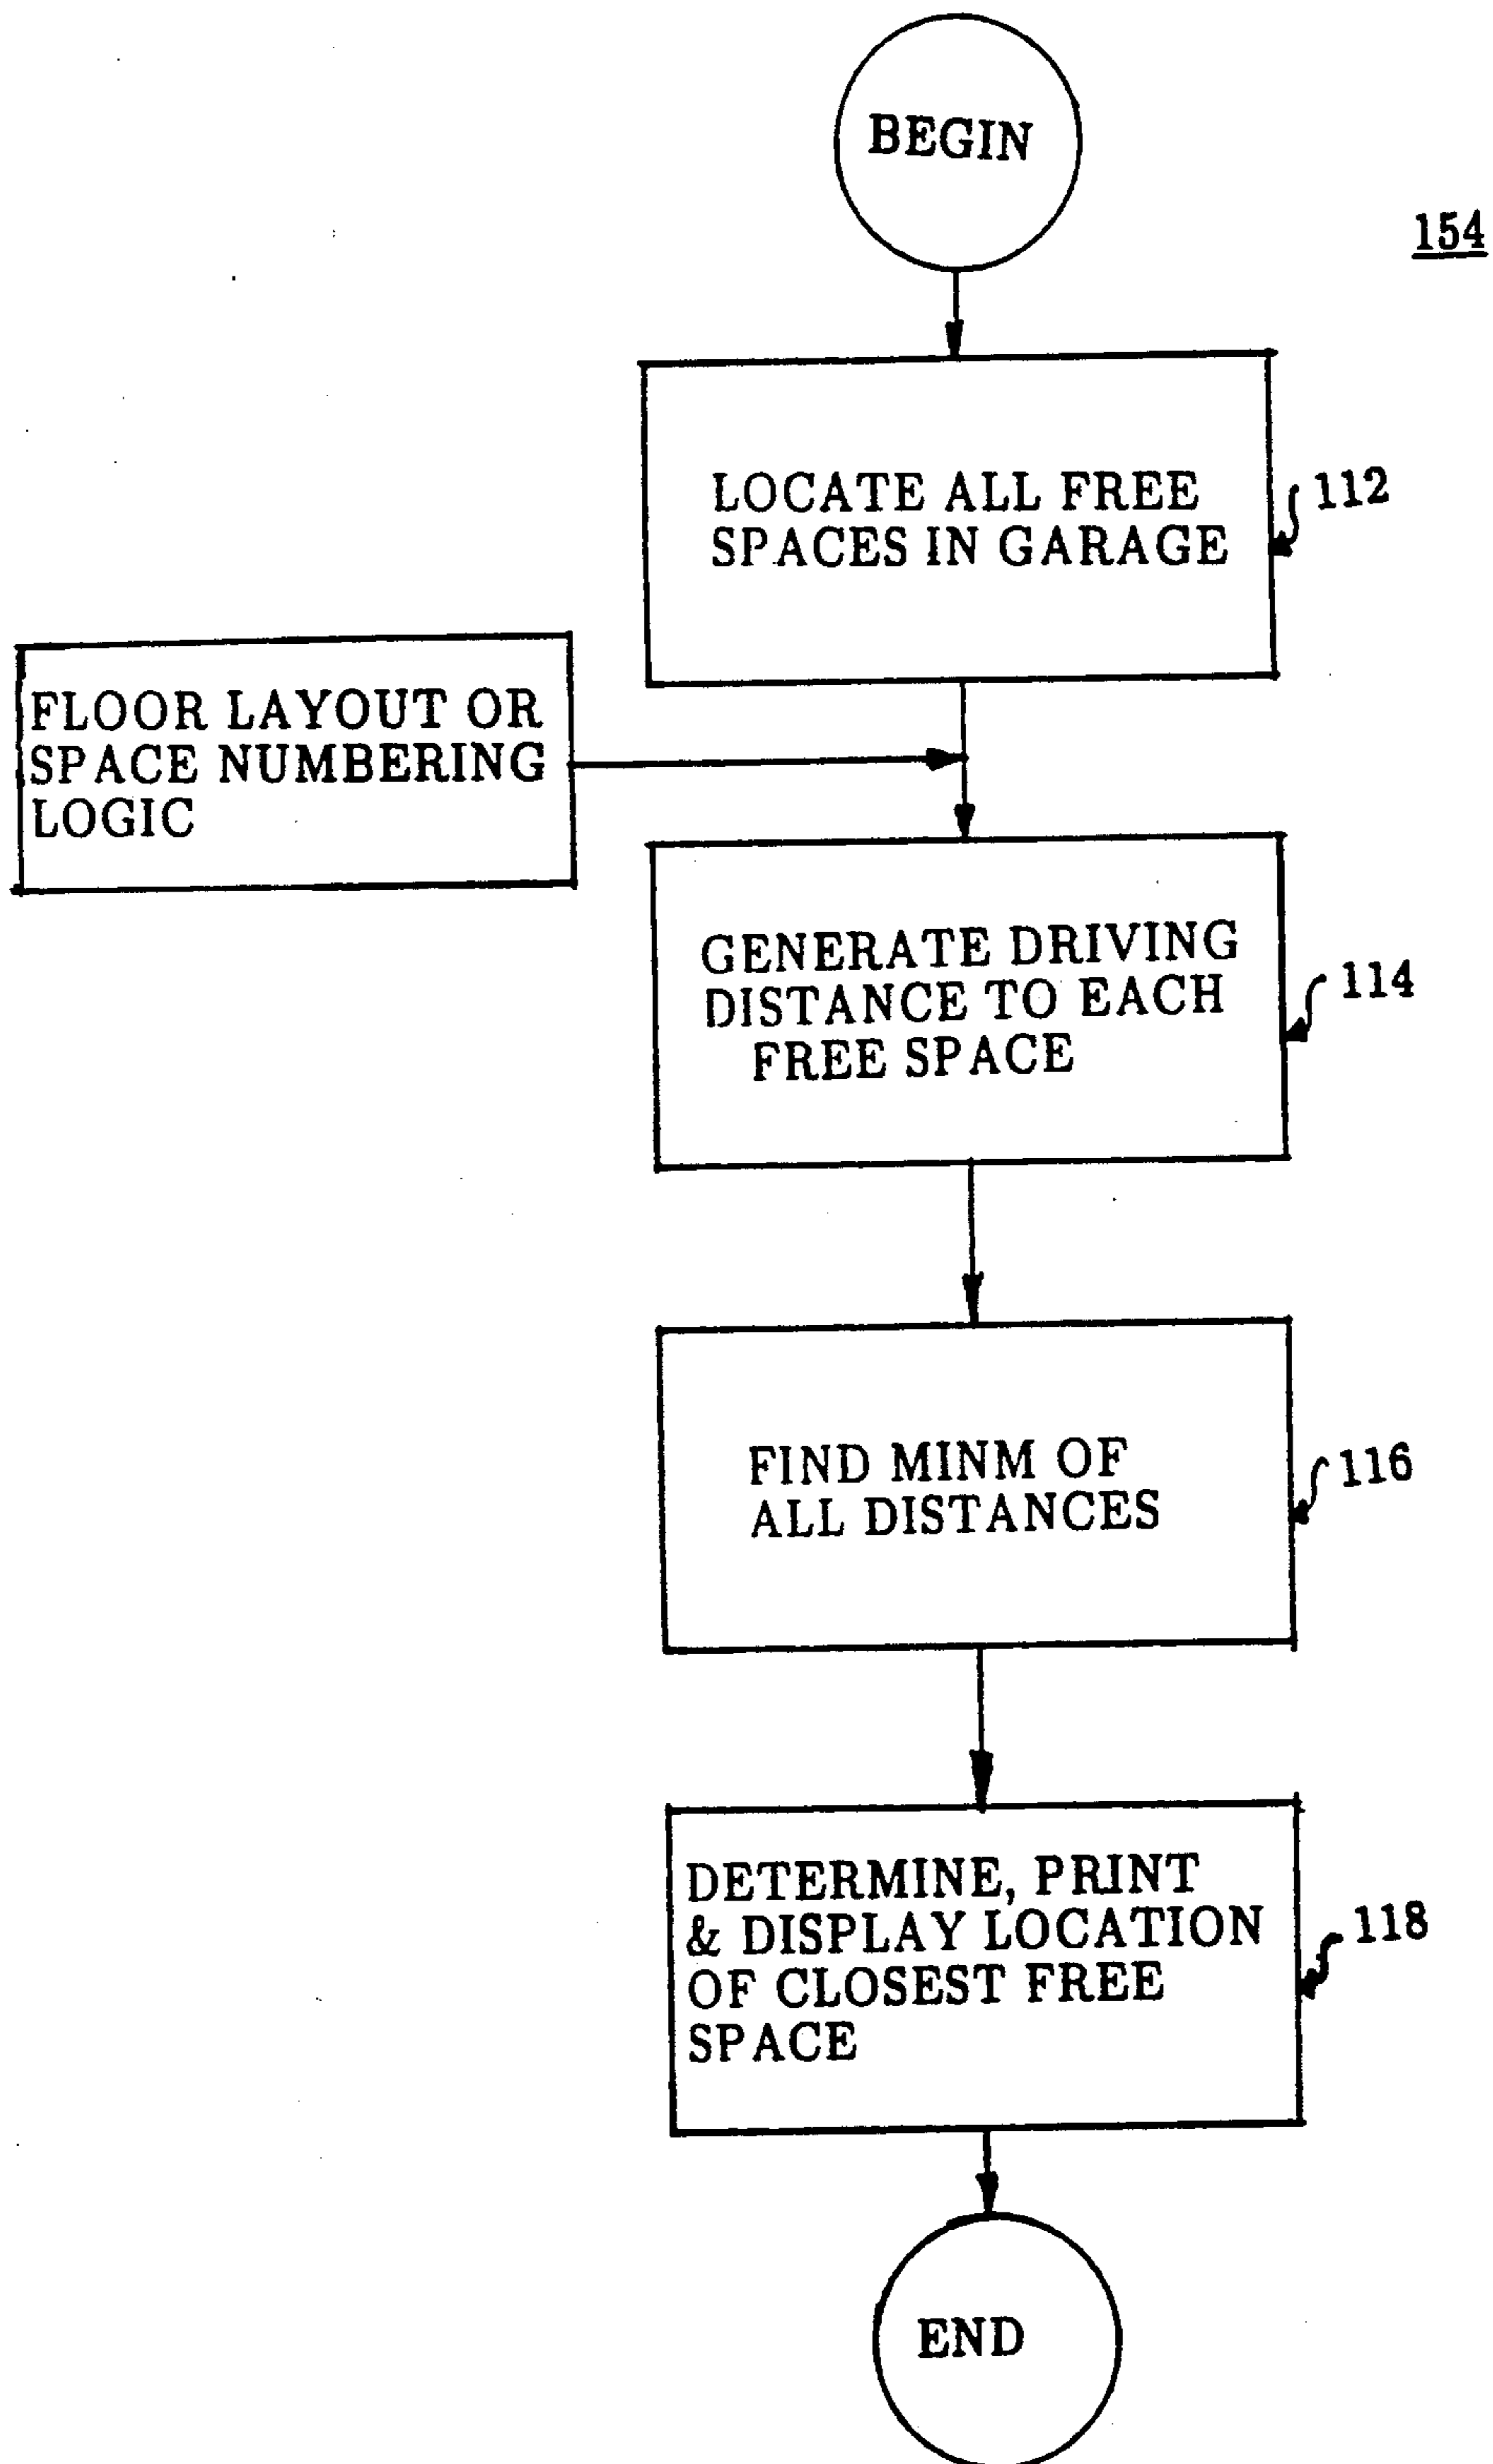 BEGIN
154
LOCATE ALL FREE
SPACES IN GARAGE
112
FLOOR LAYOUT OR
SPACE NUMBERING
LOGIC
GENERATE DRIVING
DISTANCE TO EACH
FREE SPACE
114
FIND MINM OF
ALL DISTANCES
116
DETERMINE, PRINT
& DISPLAY LOCATION
OF CLOSEST FREE
SPACE
118
END